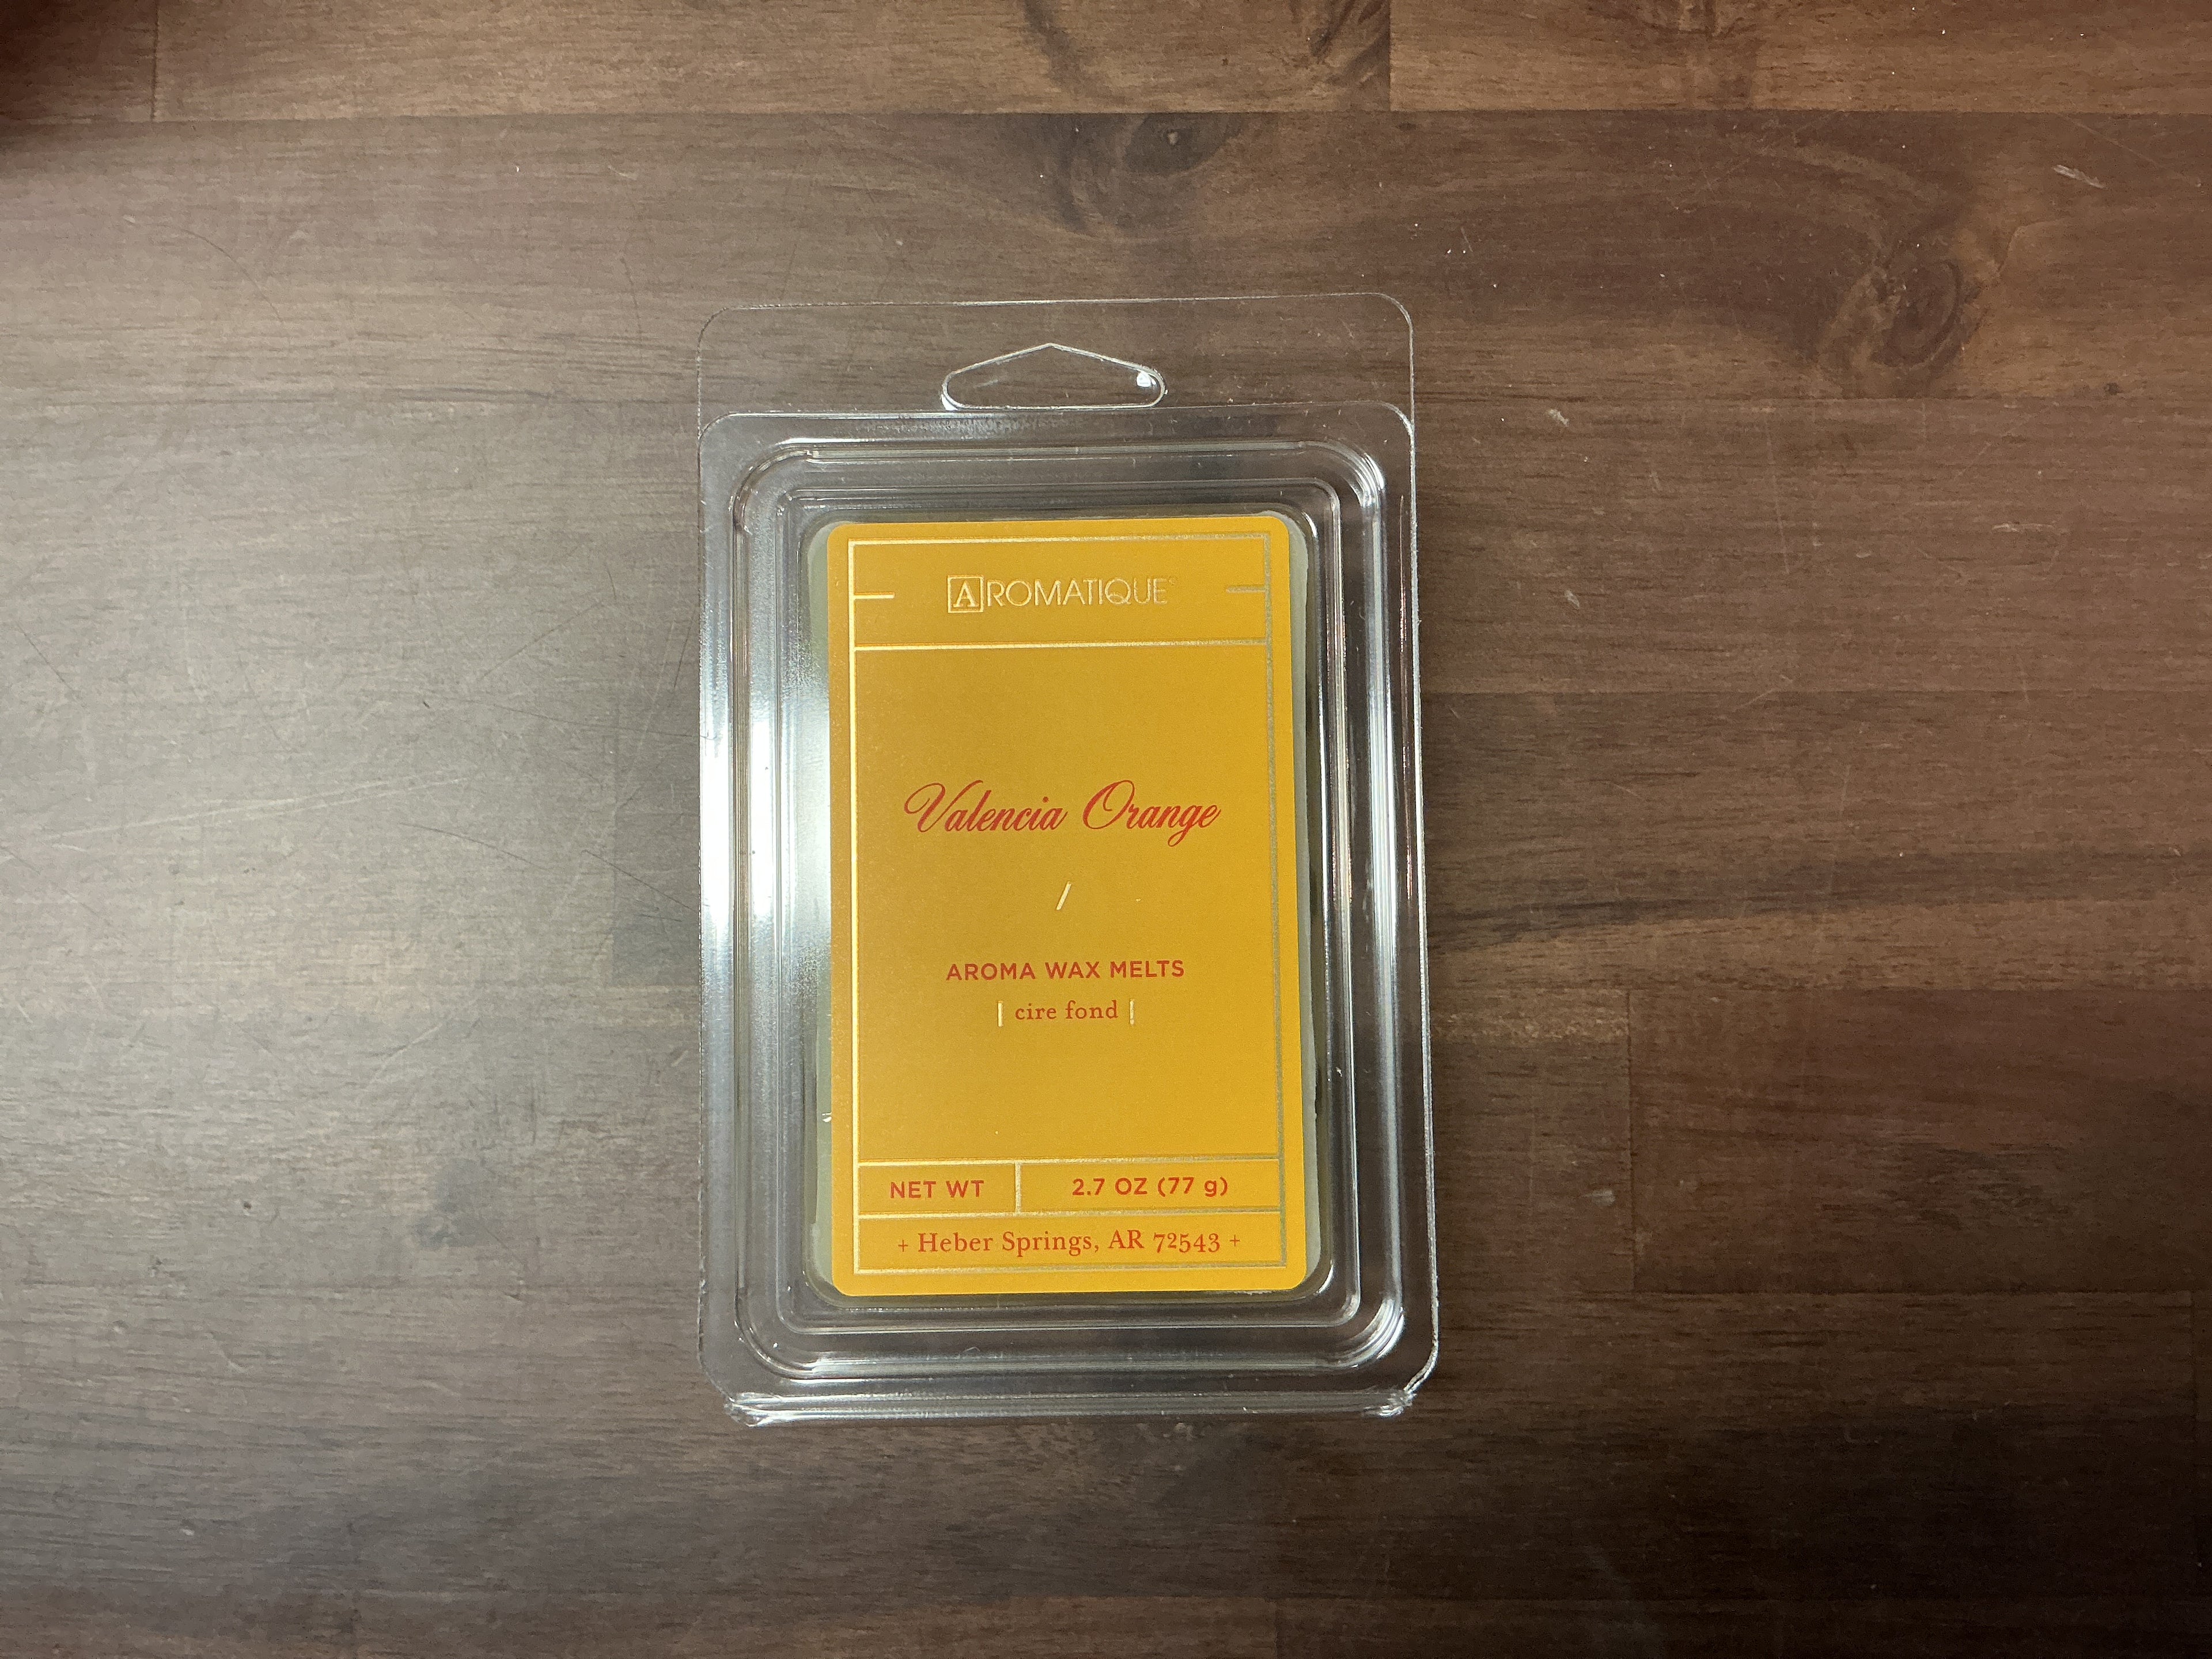 AROMATIQUE
Valencia Orange
/
AROMA WAX MELTS
| cire fond |
NET WT 2.7 OZ (77 g)
+ Heber Springs, AR 72543 +